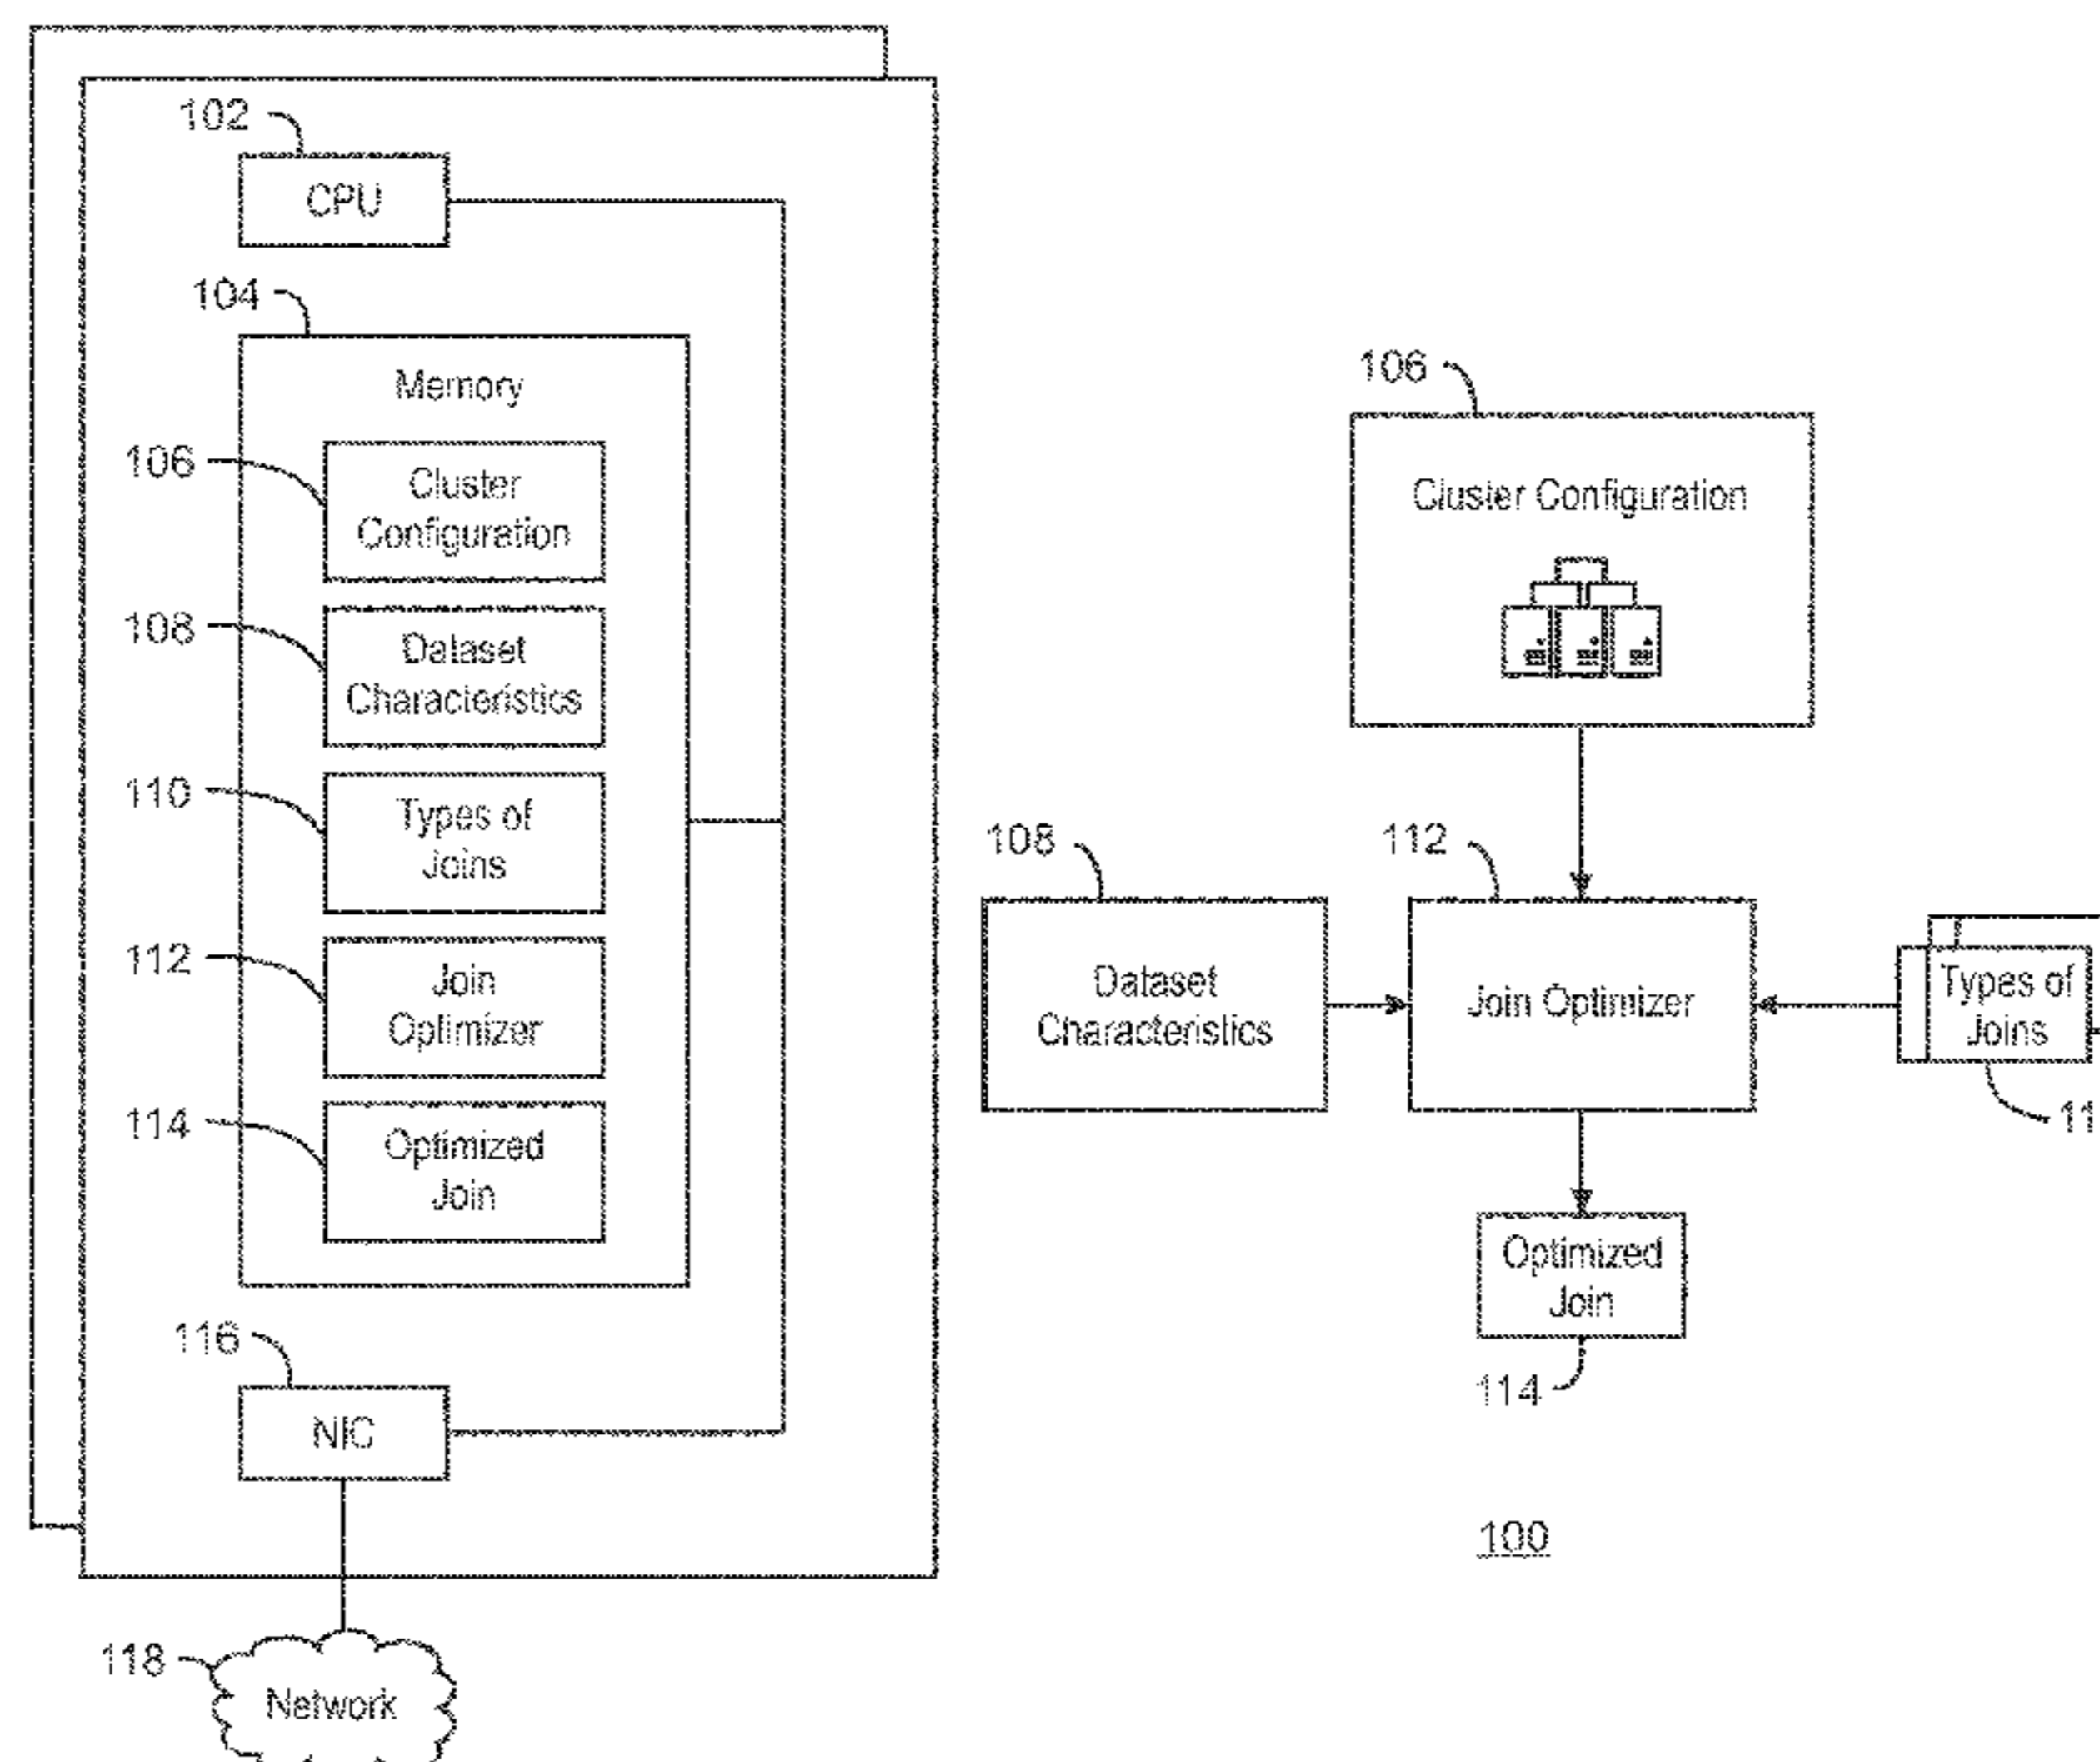 102
CPU
104
Memory
106
Cluster
Configuration
108
Dataset
Characteristics
110
Types of
Joins
112
Join
Optimizer
114
Optimized
Join
116
NIC
118
Network
106
Cluster Configuration
108
Dataset
Characteristics
112
Join Optimizer
Types of
Joins
11
Optimized
Join
114
100